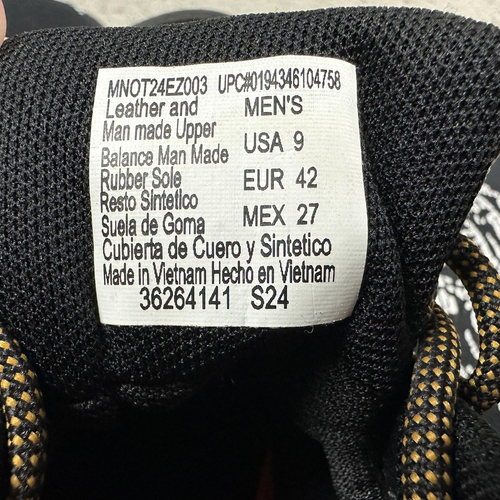 MNOT24EZ003 UPC#0194346104758
Leather and MEN'S
Man made Upper
USA 9
Balance Man Made
Rubber Sole EUR 42
Resto Sintetico
MEX 27
Suela de Goma
Cubierta de Cuero y Sintetico
Made in Vietnam Hecho en Vietnam
36264141 S24